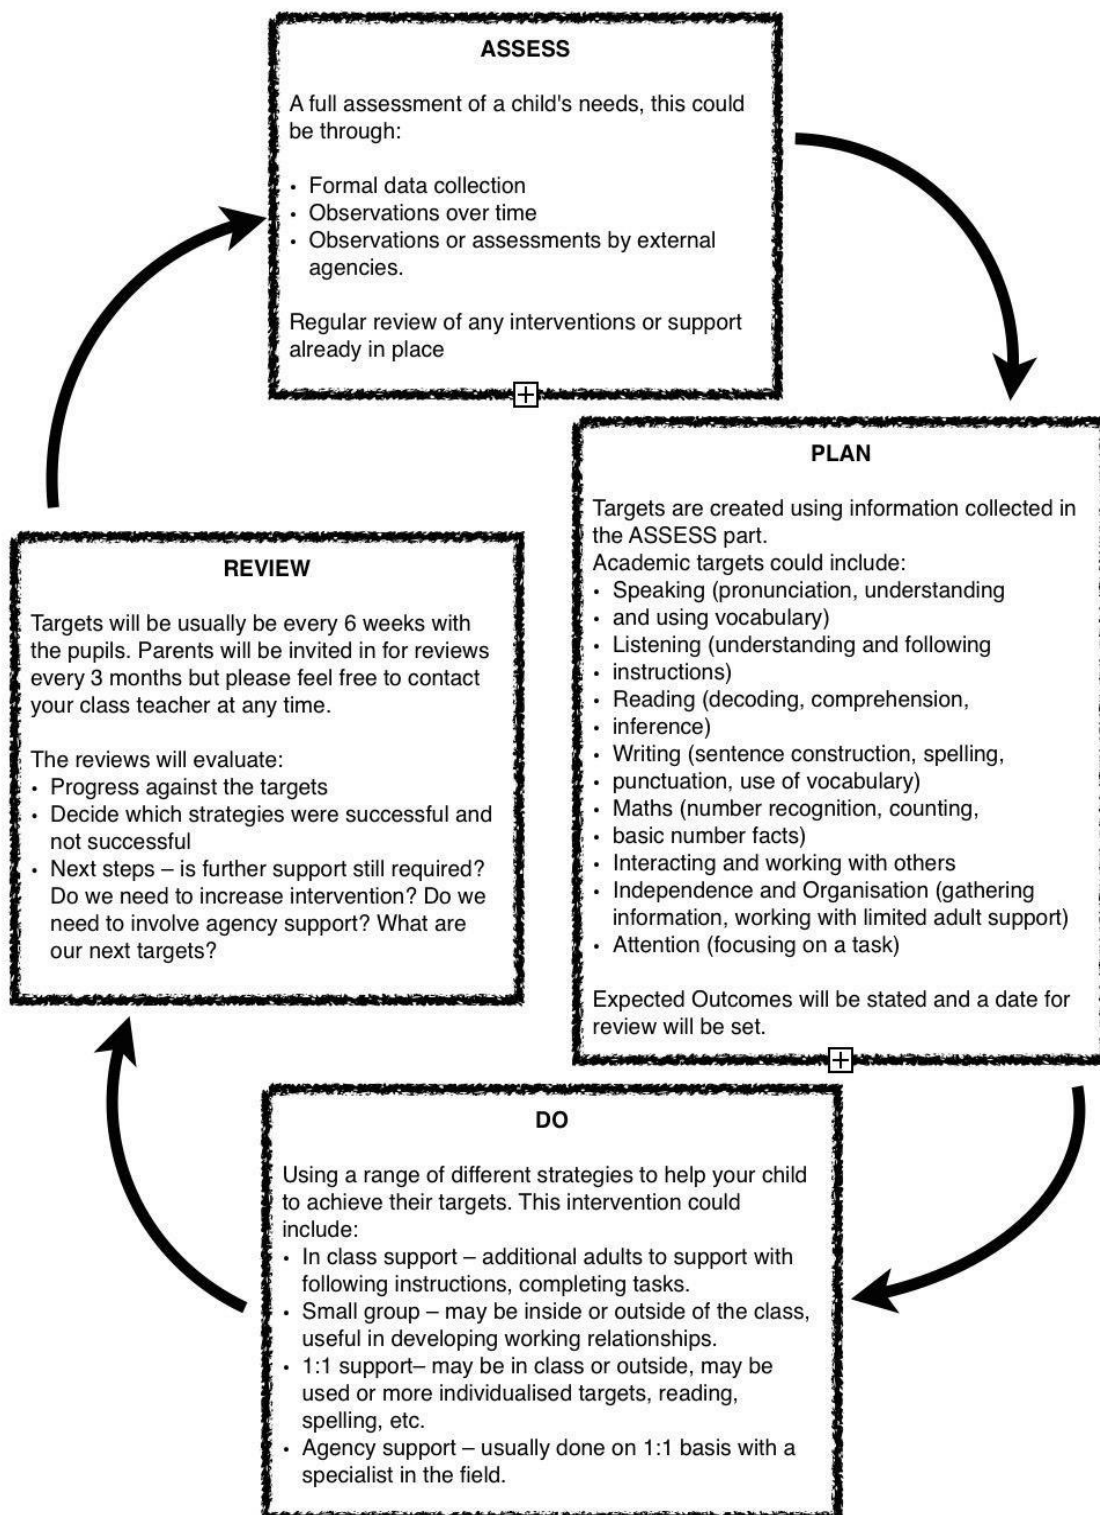 ASSESS
A full assessment of a child's needs, this could
be through:
• Formal data collection
• Observations over time
• Observations or assessments by external
agencies.
Regular review of any interventions or support
already in place
PLAN
Targets are created using information collected in
the ASSESS part.
Academic targets could include:
• Speaking (pronunciation, understanding
• and using vocabulary)
• Listening (understanding and following
• instructions)
• Reading (decoding, comprehension,
• inference)
• Writing (sentence construction, spelling,
• punctuation, use of vocabulary)
• Maths (number recognition, counting,
• basic number facts)
• Interacting and working with others
• Independence and Organisation (gathering
information, working with limited adult support)
• Attention (focusing on a task)
Expected Outcomes will be stated and a date for
review will be set.
DO
Using a range of different strategies to help your child
to achieve their targets. This intervention could
include:
• In class support – additional adults to support with
following instructions, completing tasks.
• Small group – may be inside or outside of the class,
useful in developing working relationships.
• 1:1 support– may be in class or outside, may be
used or more individualised targets, reading,
spelling, etc.
• Agency support – usually done on 1:1 basis with a
specialist in the field.
REVIEW
Targets will be usually be every 6 weeks with
the pupils. Parents will be invited in for reviews
every 3 months but please feel free to contact
your class teacher at any time.
The reviews will evaluate:
• Progress against the targets
• Decide which strategies were successful and
not successful
• Next steps – is further support still required?
Do we need to increase intervention? Do we
need to involve agency support? What are
our next targets?